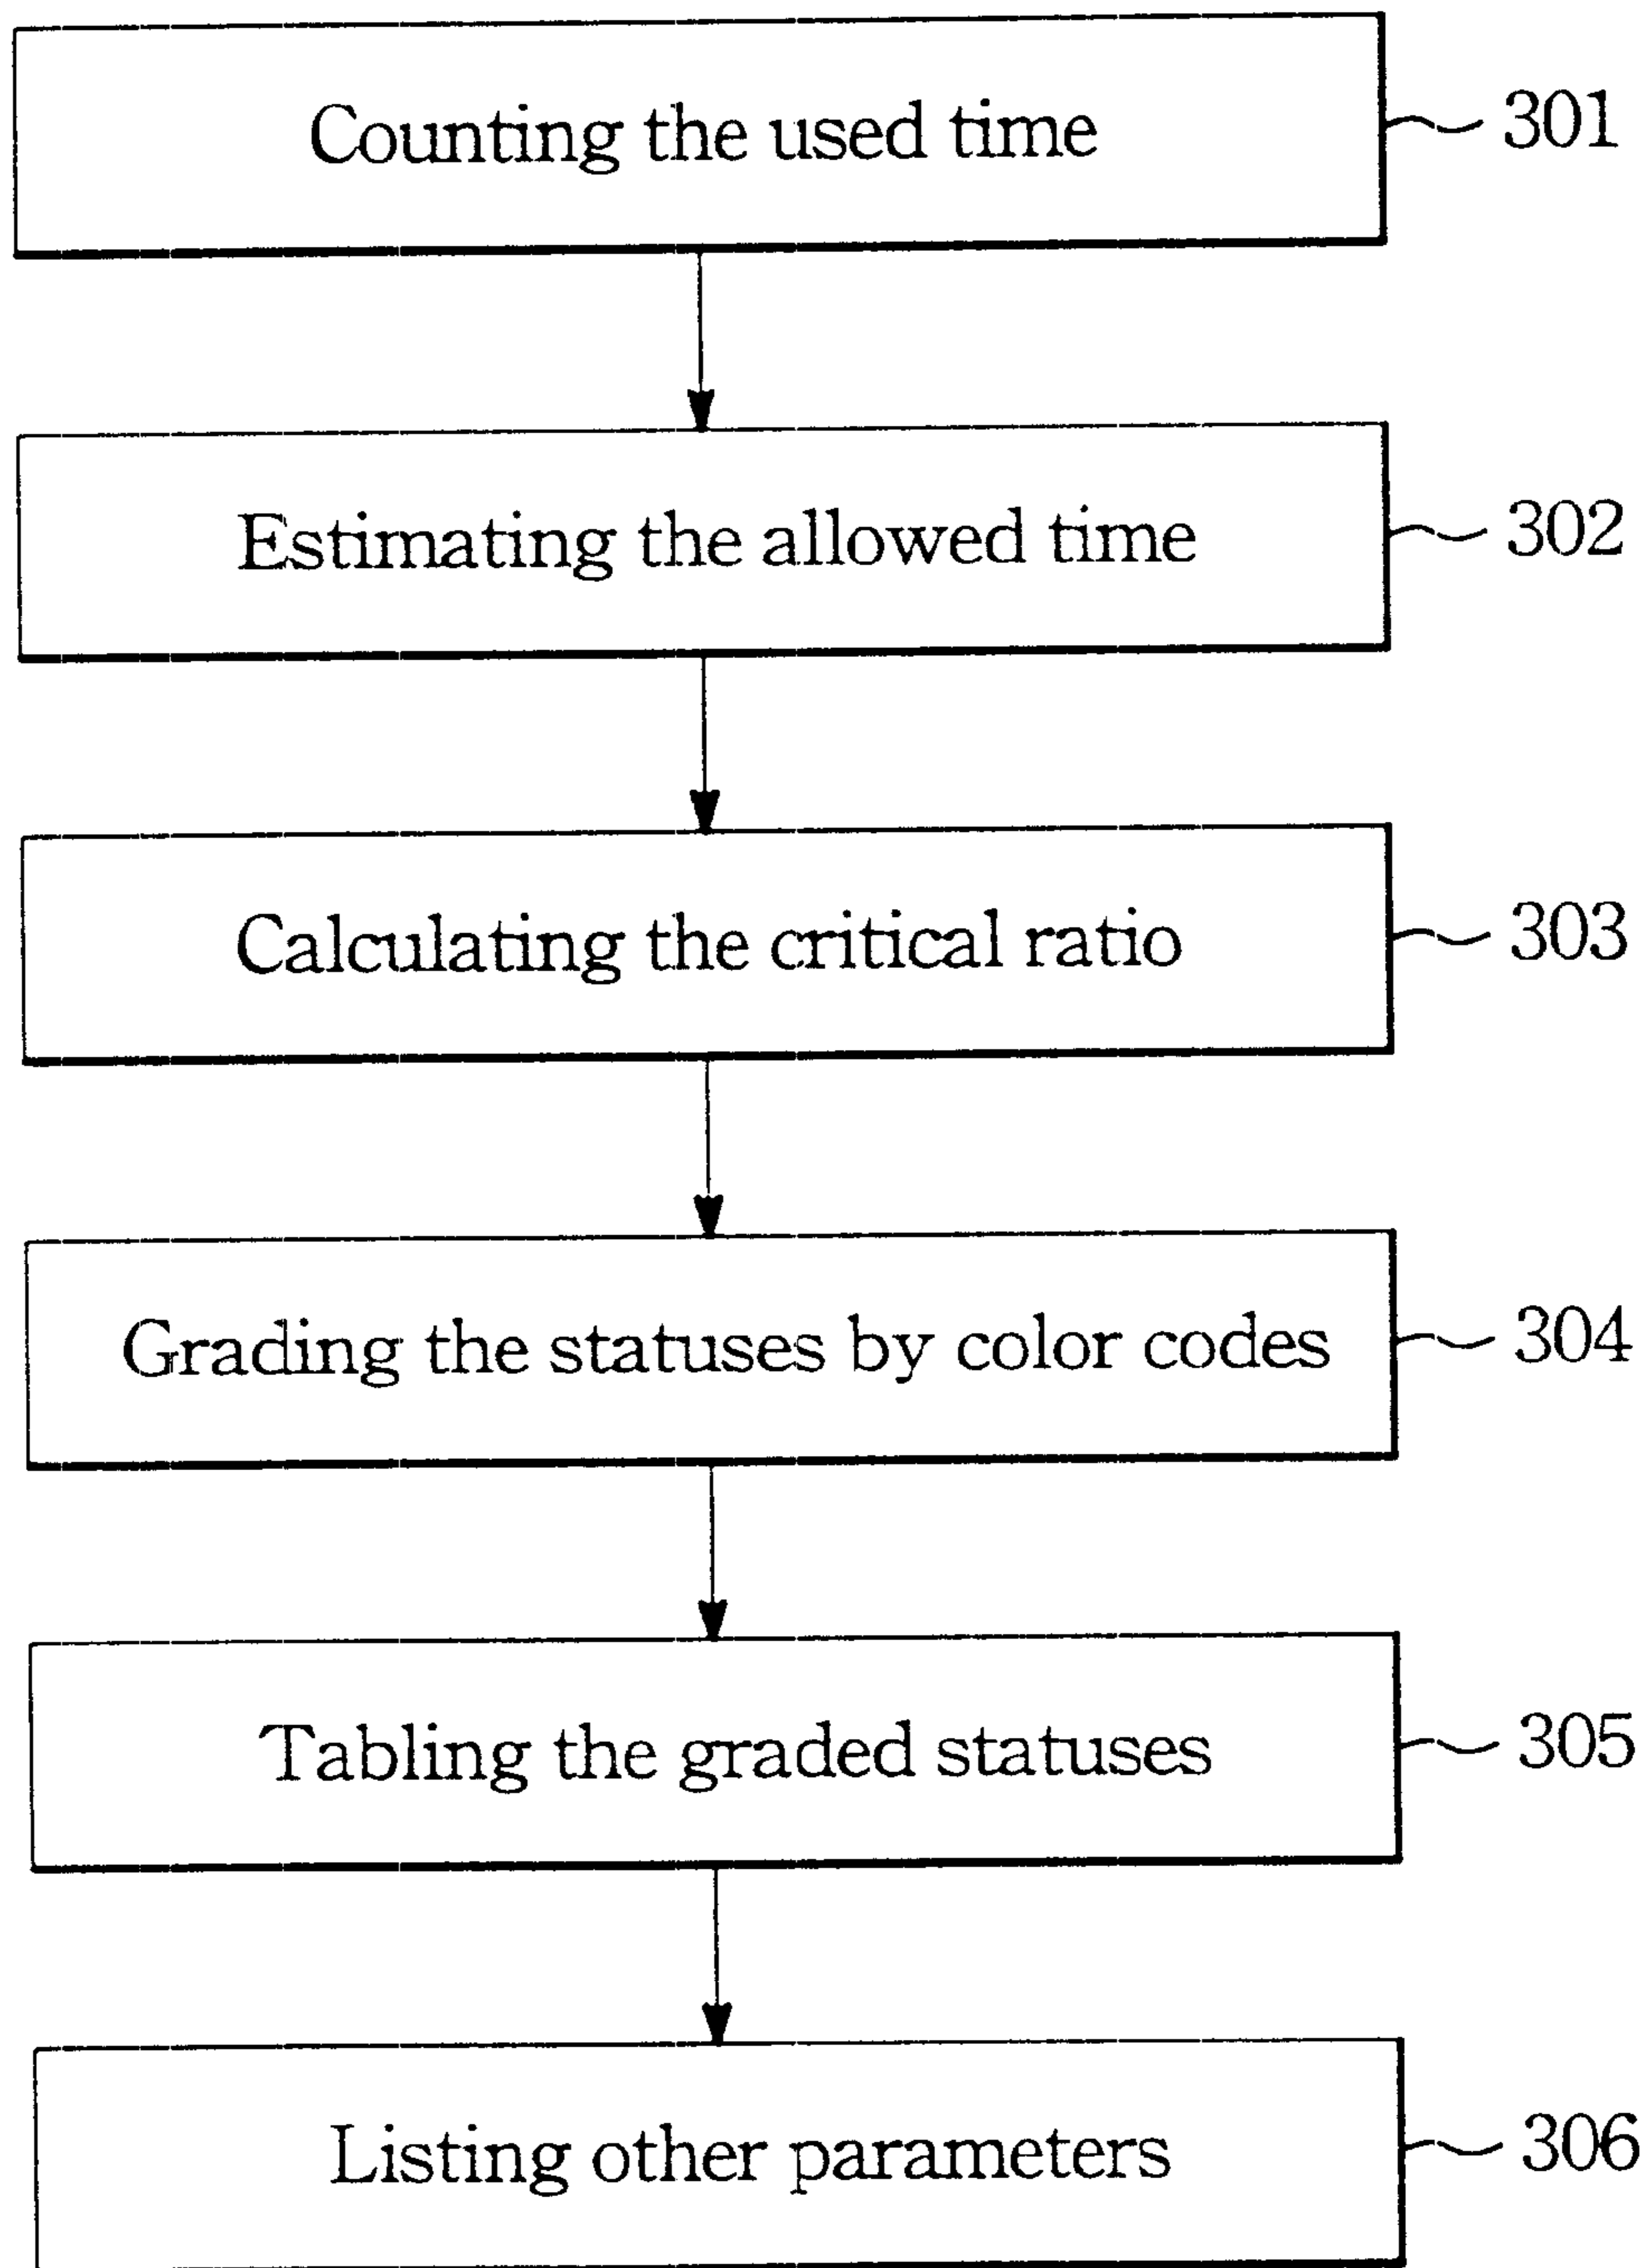 Counting the used time
301
Estimating the allowed time
302
Calculating the critical ratio
303
Grading the statuses by color codes
304
Tabling the graded statuses
305
Listing other parameters
306